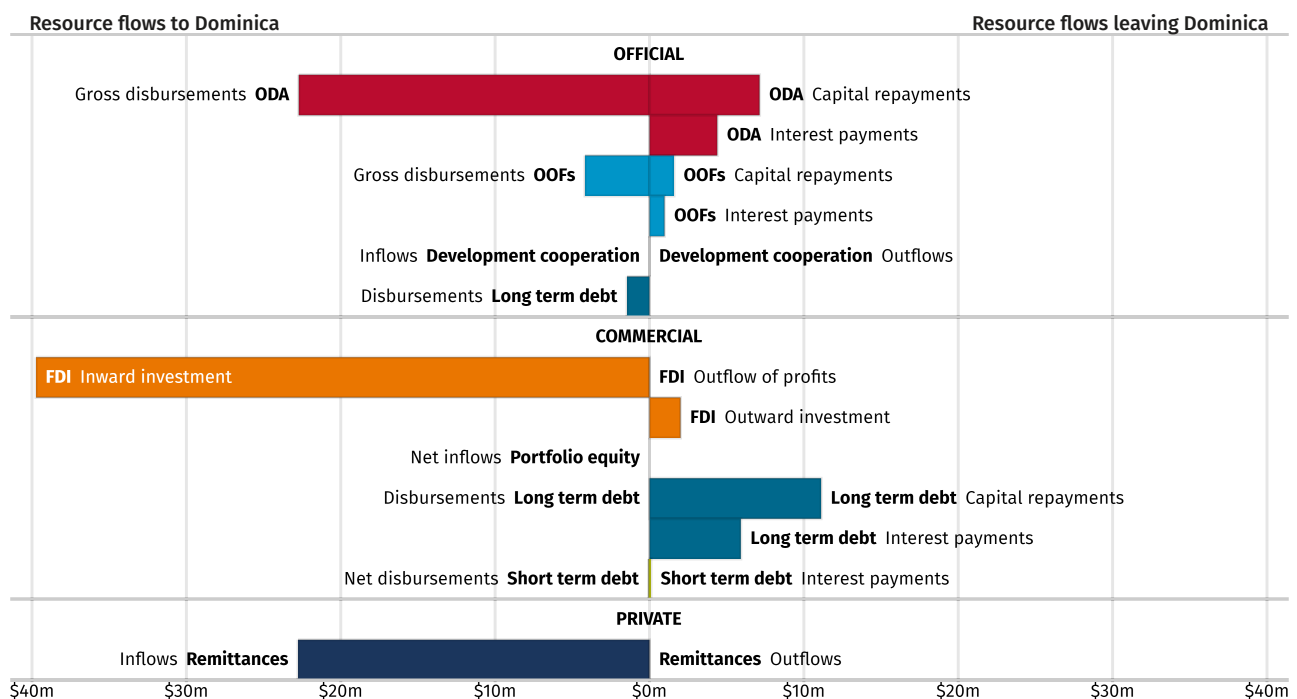 Resource flows to Dominica Resource flows leaving Dominica
OFFICIAL
Gross disbursements ODA ODA Capital repayments
ODA Interest payments
Gross disbursements OOFs OOFs Capital repayments
OOFs Interest payments
Inflows Development cooperation Development cooperation Outflows
Disbursements Long term debt
COMMERCIAL
FDI Inward investment FDI Outflow of profits
FDI Outward investment
Net inflows Portfolio equity
Disbursements Long term debt Long term debt Capital repayments
Long term debt Interest payments
Net disbursements Short term debt Short term debt Interest payments
PRIVATE
Inflows Remittances Remittances Outflows
$40m $30m $20m $10m $0m $10m $20m $30m $40m